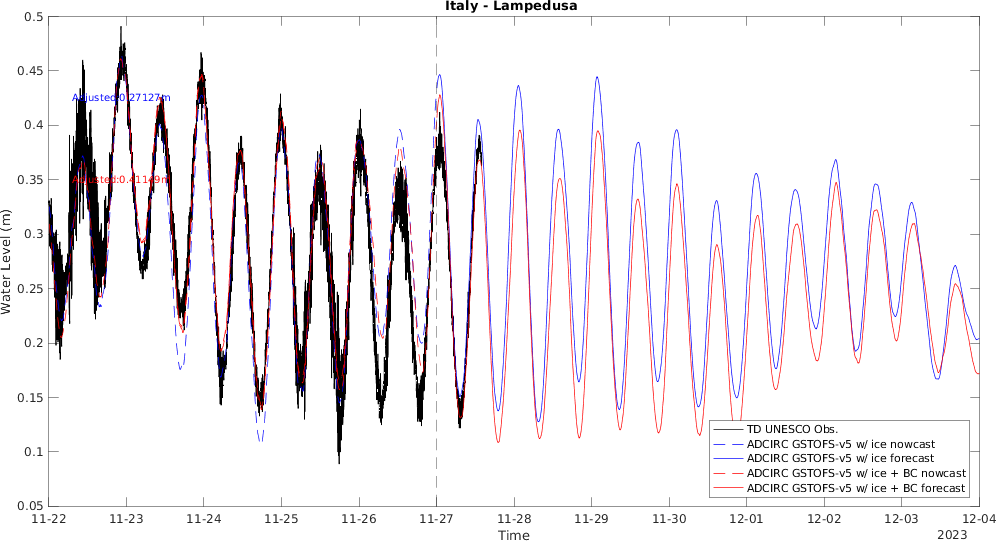 Italy - Lampedusa
0.5
0.45
0.4
0.35
0.3
0.25
0.2
0.15
0.1
0.05
Water Level (m)
Adjusted:0.27127m
Adjusted:0.41149m
TD UNESCO Obs.
ADCIRC GSTOFS-v5 w/ ice nowcast
ADCIRC GSTOFS-v5 w/ ice forecast
ADCIRC GSTOFS-v5 w/ ice + BC nowcast
ADCIRC GSTOFS-v5 w/ ice + BC forecast
11-22 11-23 11-24 11-25 11-26 11-27 11-28 11-29 11-30 12-01 12-02 12-03 12-04
Time
2023